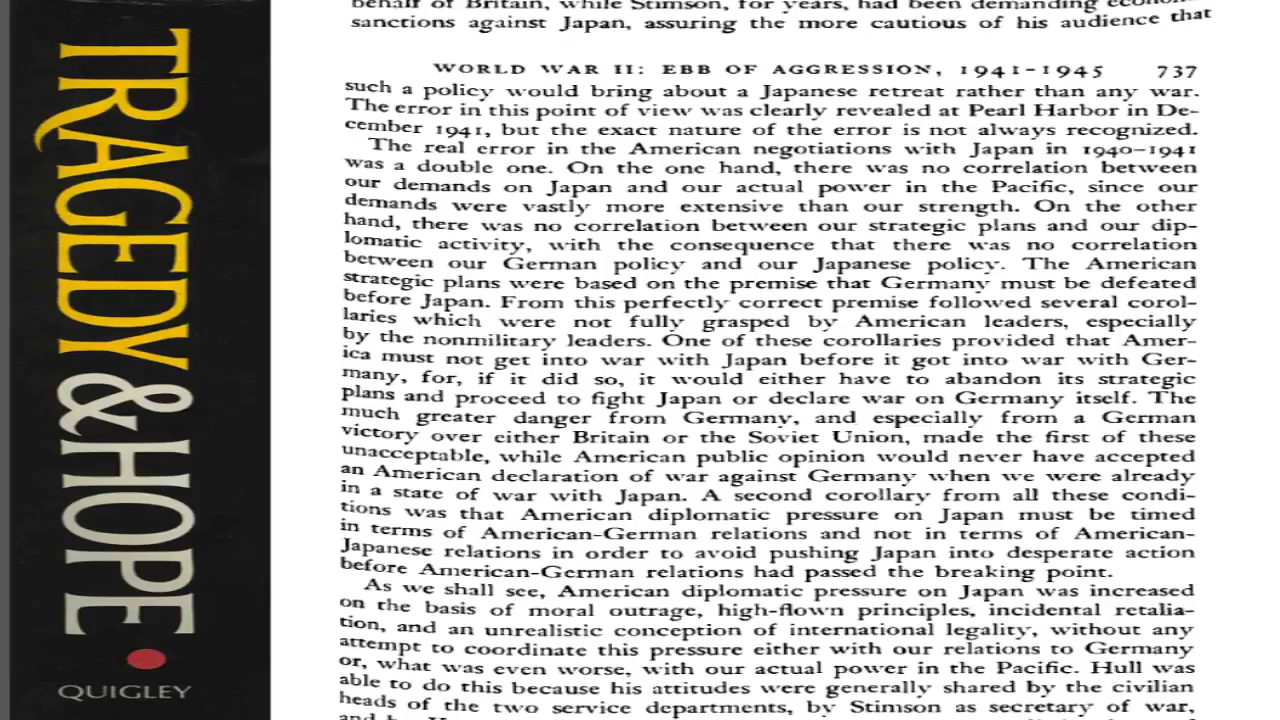 TRAGEDY & HOPE
QUIGLEY
behalf of Britain, while Stimson, for years, had been demanding
sanctions against Japan, assuring the more cautious of his audience that
WORLD WAR II: EBB OF AGGRESSION, 1941–1945 737
such a policy would bring about a Japanese retreat rather than any war.
The error in this point of view was clearly revealed at Pearl Harbor in De-
cember 1941, but the exact nature of the error is not always recognized.
The real error in the American negotiations with Japan in 1940–1941
was a double one. On the one hand, there was no correlation between
our demands on Japan and our actual power in the Pacific, since our
demands were vastly more extensive than our strength. On the other
hand, there was no correlation between our strategic plans and our dip-
lomatic activity, with the consequence that there was no correlation
between our German policy and our Japanese policy. The American
strategic plans were based on the premise that Germany must be defeated
before Japan. From this perfectly correct premise followed several corol-
laries which were not fully grasped by American leaders, especially
by the nonmilitary leaders. One of these corollaries provided that Amer-
ica must not get into war with Japan before it got into war with Ger-
many, for, if it did so, it would either have to abandon its strategic
plans and proceed to fight Japan or declare war on Germany itself. The
much greater danger from Germany, and especially from a German
victory over either Britain or the Soviet Union, made the first of these
unacceptable, while American public opinion would never have accepted
an American declaration of war against Germany when we were already
in a state of war with Japan. A second corollary from all these condi-
tions was that American diplomatic pressure on Japan must be timed
in terms of American-German relations and not in terms of American-
Japanese relations in order to avoid pushing Japan into desperate action
before American-German relations had passed the breaking point.
As we shall see, American diplomatic pressure on Japan was increased
on the basis of moral outrage, high-flown principles, incidental retalia-
tion, and an unrealistic conception of international legality, without any
attempt to coordinate this pressure either with our relations to Germany
or, what was even worse, with our actual power in the Pacific. Hull was
able to do this because his attitudes were generally shared by the civilian
heads of the two service departments, by Stimson as secretary of war,